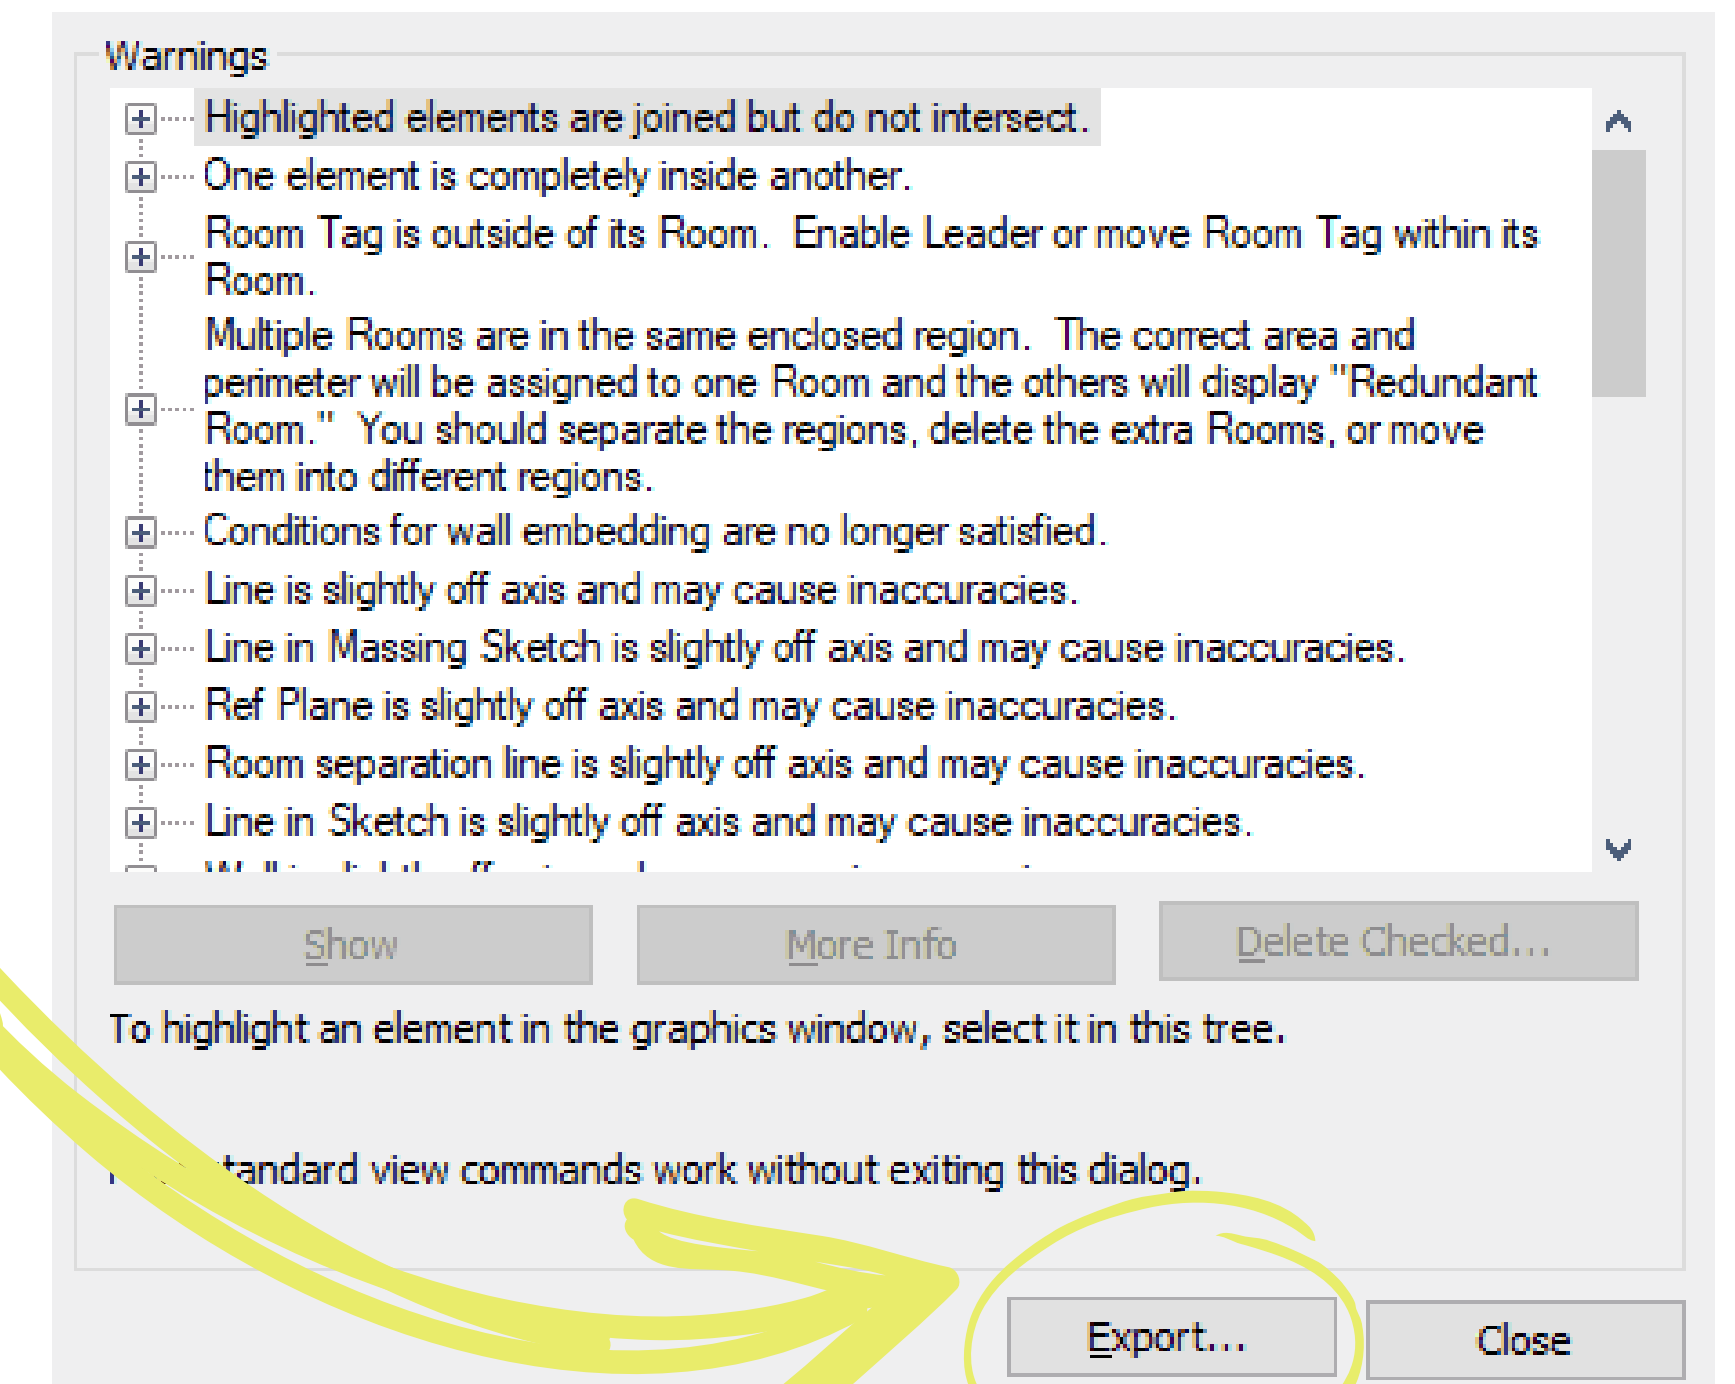 Warnings
Highlighted elements are joined but do not intersect.
One element is completely inside another.
Room Tag is outside of its Room.  Enable Leader or move Room Tag within its
Room.
Multiple Rooms are in the same enclosed region.  The correct area and
perimeter will be assigned to one Room and the others will display "Redundant
Room."  You should separate the regions, delete the extra Rooms, or move
them into different regions.
Conditions for wall embedding are no longer satisfied.
Line is slightly off axis and may cause inaccuracies.
Line in Massing Sketch is slightly off axis and may cause inaccuracies.
Ref Plane is slightly off axis and may cause inaccuracies.
Room separation line is slightly off axis and may cause inaccuracies.
Line in Sketch is slightly off axis and may cause inaccuracies.
Show
More Info
Delete Checked...
To highlight an element in the graphics window, select it in this tree.
standard view commands work without exiting this dialog.
Export...
Close